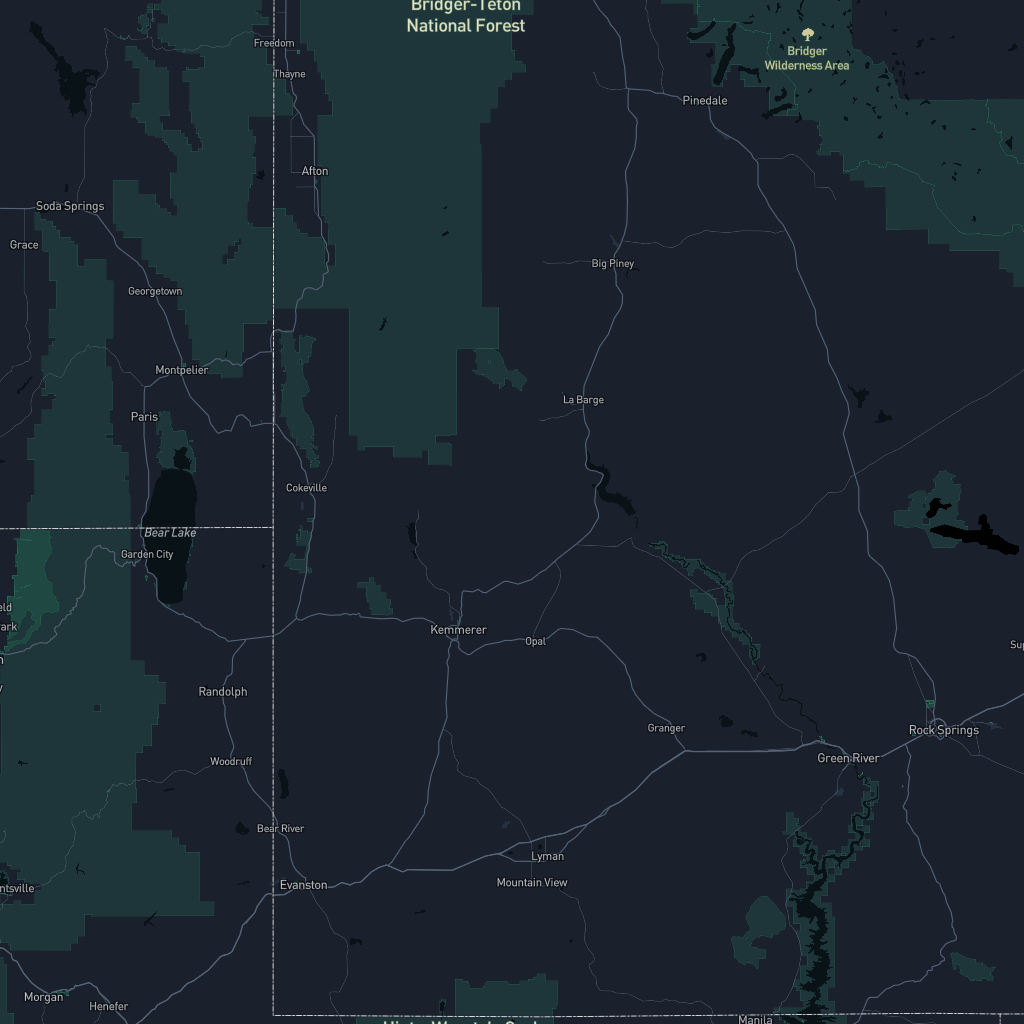 Bridger-Teton
National Forest
Bridger
Wilderness Area
Freedom
Thayne
Pinedale
Afton
Soda Springs
Grace
Big Piney
Georgetown
Montpelier
La Barge
Paris
Cokeville
Bear Lake
Garden City
Kemmerer
Opal
Randolph
Granger
Rock Springs
Woodruff
Green River
Bear River
Lyman
Evanston
Mountain View
Morgan
Henefer
Manila